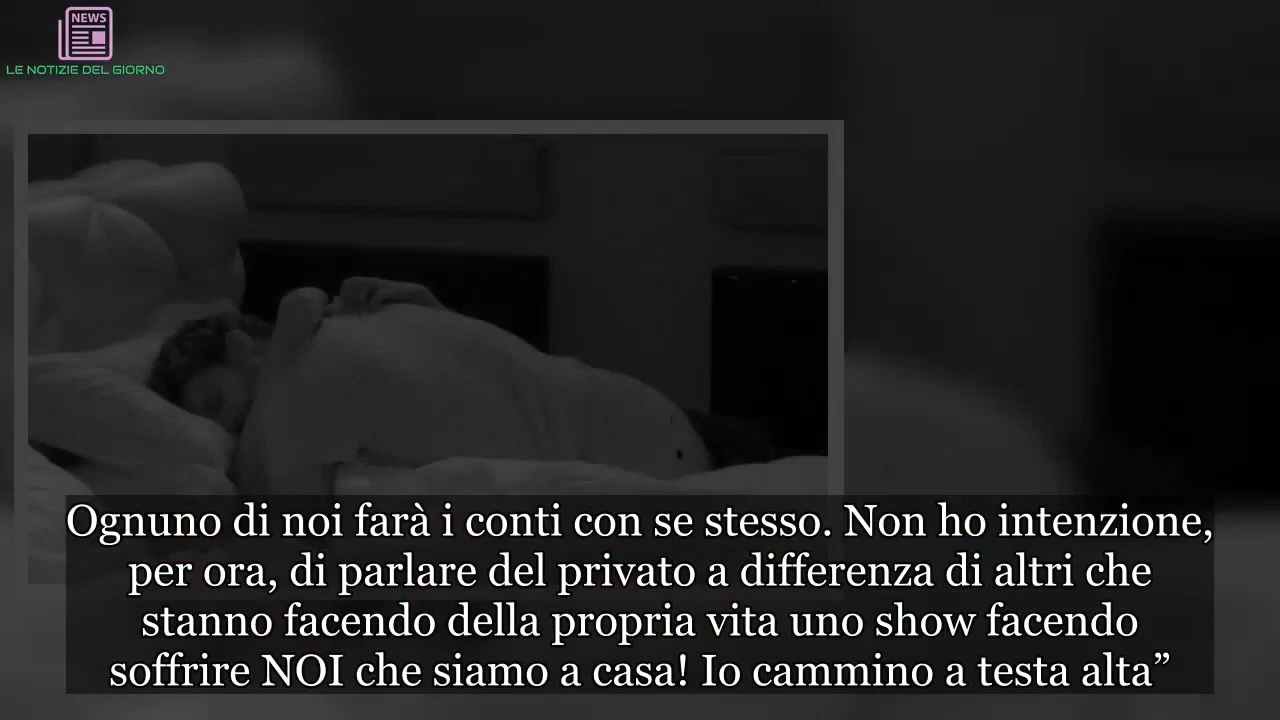 NEWS
LE NOTIZIE DEL GIORNO
Ognuno di noi farà i conti con se stesso. Non ho intenzione,
per ora, di parlare del privato a differenza di altri che
stanno facendo della propria vita uno show facendo
soffrire NOI che siamo a casa! Io cammino a testa alta”